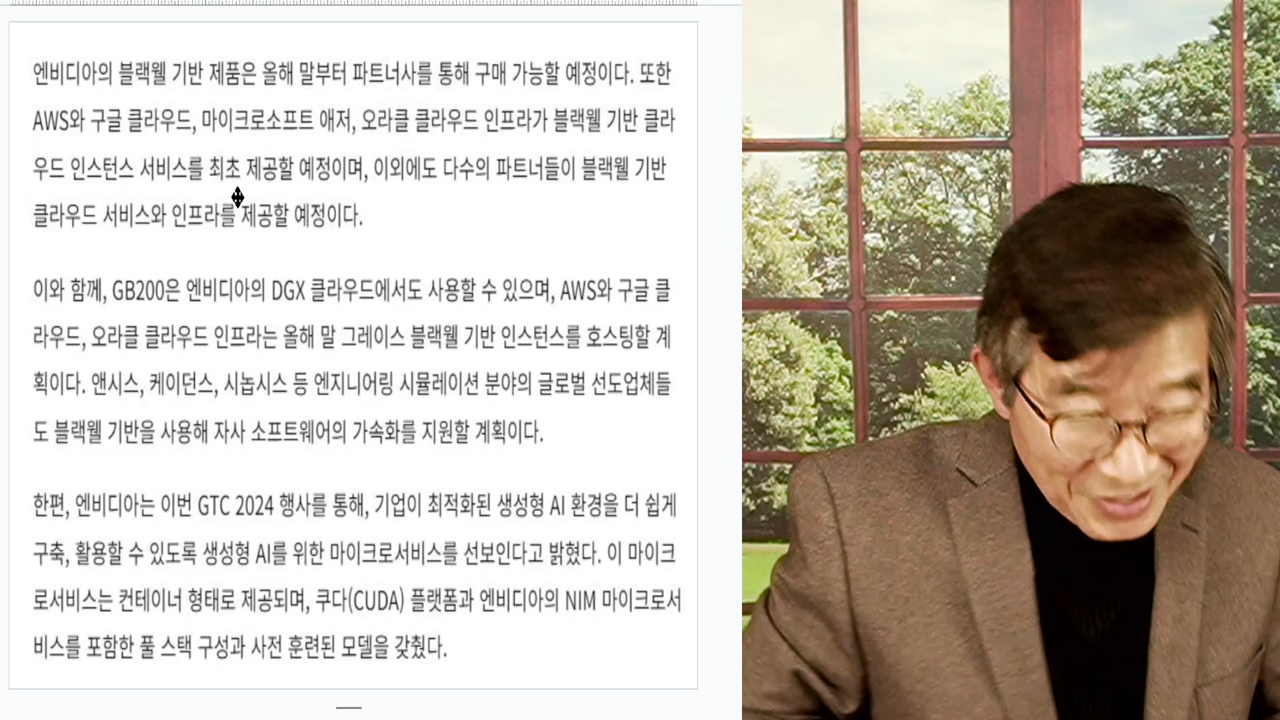 엔비디아의 블랙웰 기반 제품은 올해 말부터 파트너사를 통해 구매 가능할 예정이다. 또한
AWS와 구글 클라우드, 마이크로소프트 애저, 오라클 클라우드 인프라가 블랙웰 기반 클라
우드 인스턴스 서비스를 최초 제공할 예정이며, 이외에도 다수의 파트너들이 블랙웰 기반
클라우드 서비스와 인프라를 제공할 예정이다.
이와 함께, GB200은 엔비디아의 DGX 클라우드에서도 사용할 수 있으며, AWS와 구글 클
라우드, 오라클 클라우드 인프라는 올해 말 그레이스 블랙웰 기반 인스턴스를 호스팅할 계
획이다. 앤시스, 케이던스, 시놉시스 등 엔지니어링 시뮬레이션 분야의 글로벌 선도업체들
도 블랙웰 기반을 사용해 자사 소프트웨어의 가속화를 지원할 계획이다.
한편, 엔비디아는 이번 GTC 2024 행사를 통해, 기업이 최적화된 생성형 AI 환경을 더 쉽게
구축, 활용할 수 있도록 생성형 AI를 위한 마이크로서비스를 선보인다고 밝혔다. 이 마이크
로서비스는 컨테이너 형태로 제공되며, 쿠다(CUDA) 플랫폼과 엔비디아의 NIM 마이크로서
비스를 포함한 풀 스택 구성과 사전 훈련된 모델을 갖췄다.